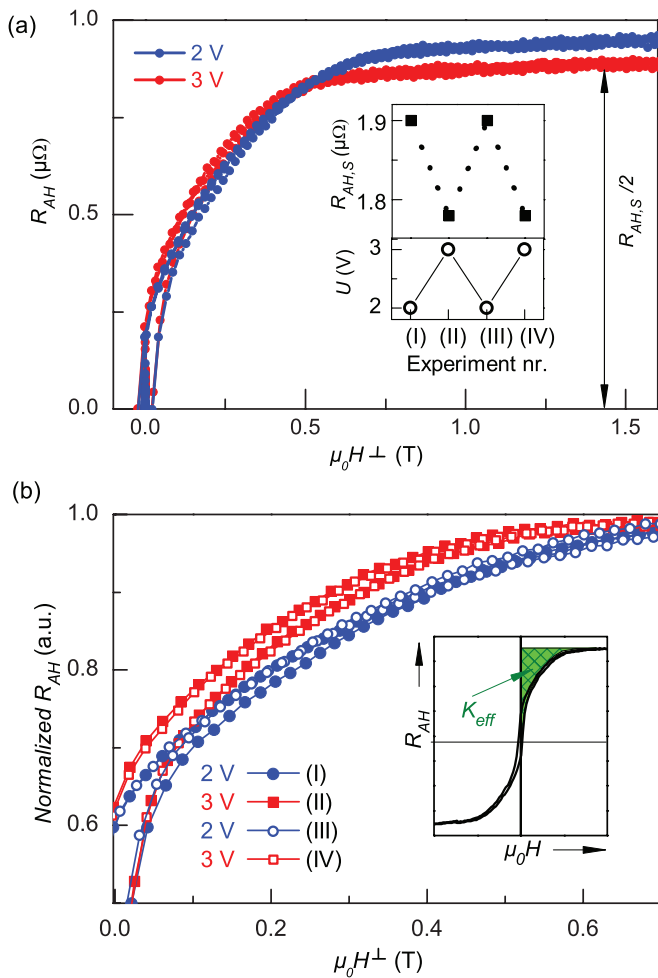 (a)
1.0
0.5
0.0
R_AH (μΩ)
2 V
3 V
1.9
1.8
R_AH,S (μΩ)
3
2
U (V)
(I) (II) (III) (IV)
Experiment nr.
R_AH,S/2
0.0 0.5 1.0 1.5
μ₀H⊥ (T)
(b)
1.0
0.8
0.6
Normalized R_AH (a.u.)
2 V (I)
3 V (II)
2 V (III)
3 V (IV)
R_AH
K_eff
μ₀H
0.0 0.2 0.4 0.6
μ₀H⊥ (T)